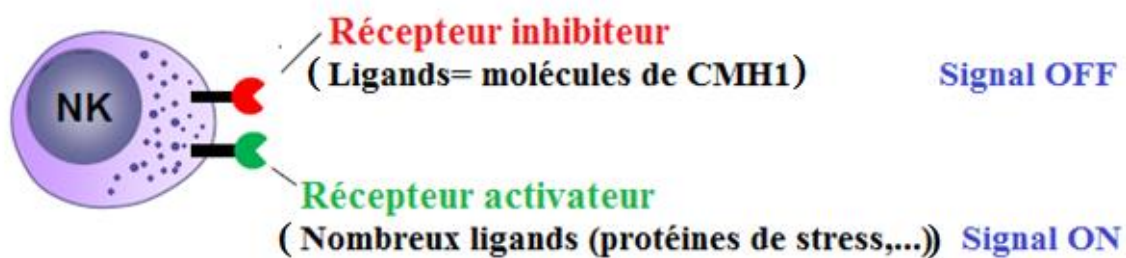 Récepteur inhibiteur
( Ligands= molécules de CMH1) Signal OFF
NK
Récepteur activateur
( Nombreux ligands (protéines de stress,...)) Signal ON